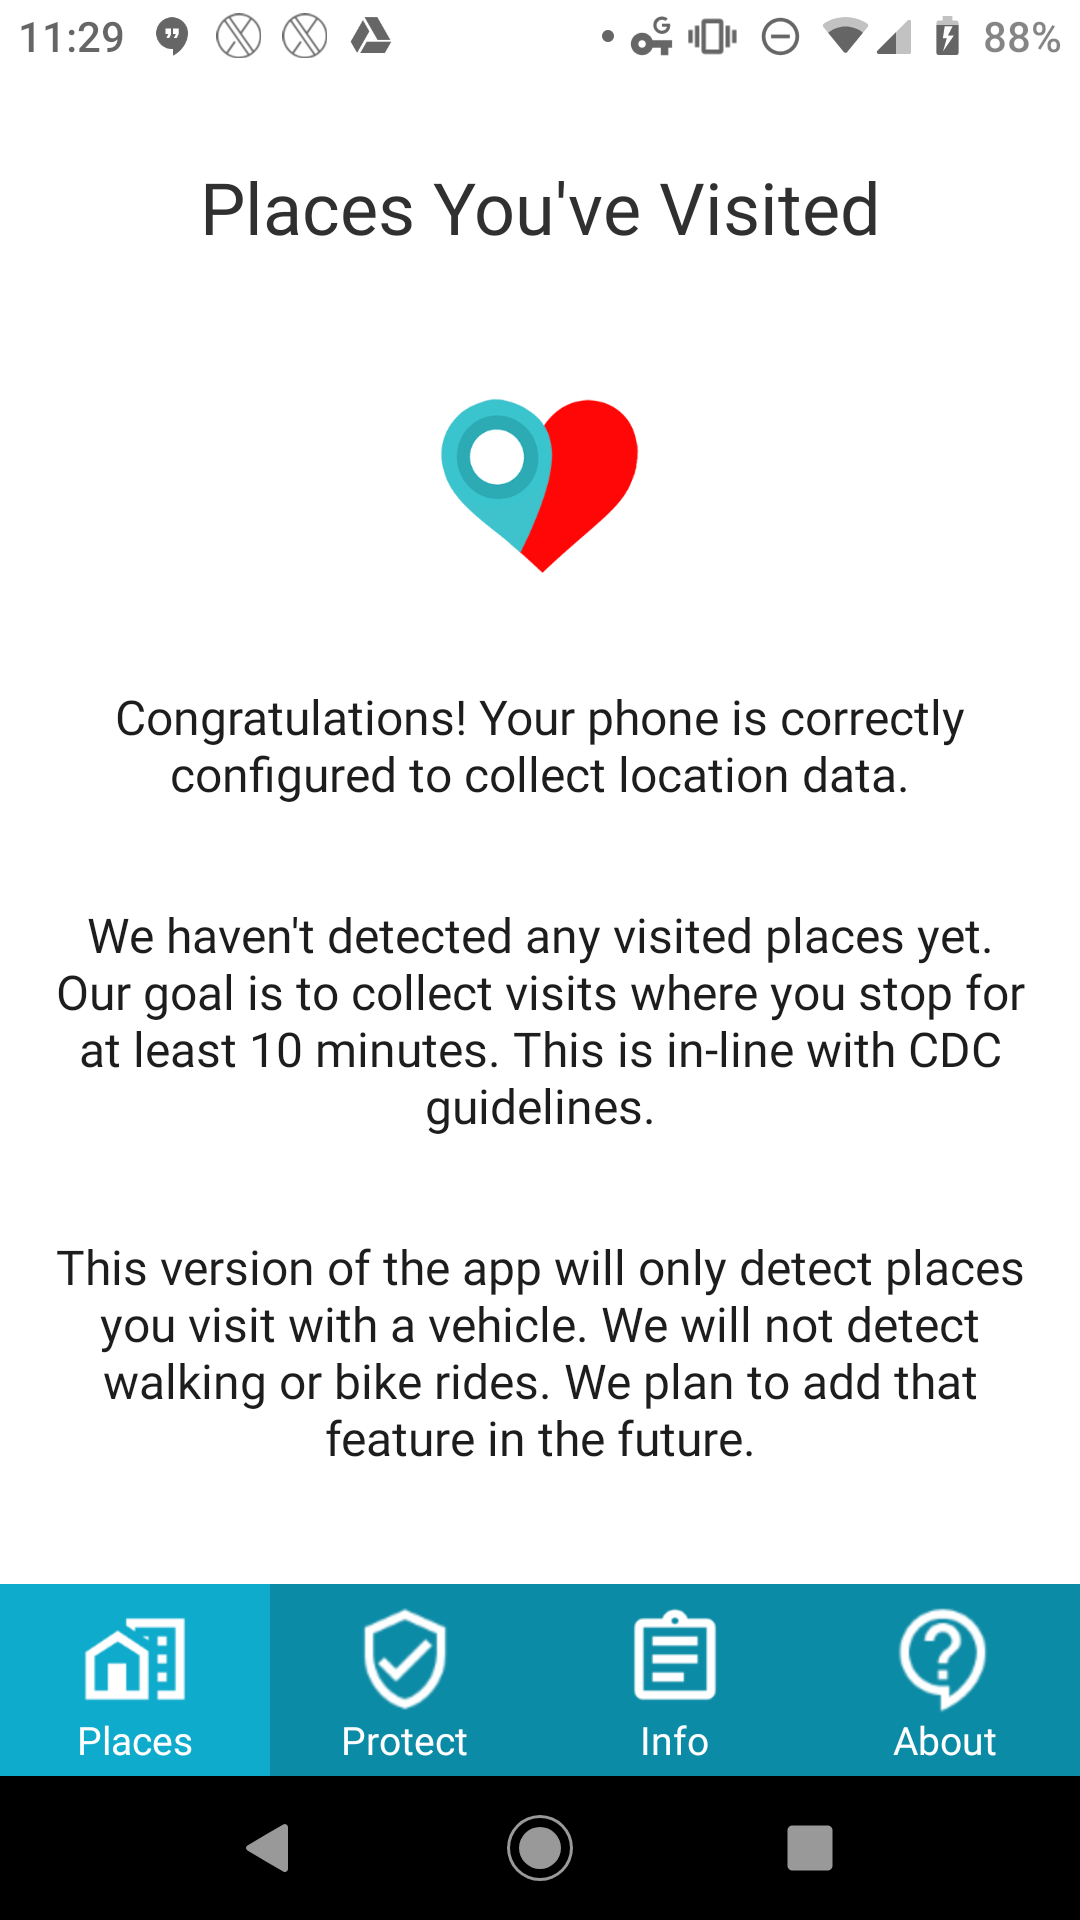 11:29
G
88%
Places You've Visited
Congratulations! Your phone is correctly
configured to collect location data.
We haven't detected any visited places yet.
Our goal is to collect visits where you stop for
at least 10 minutes. This is in-line with CDC
guidelines.
This version of the app will only detect places
you visit with a vehicle. We will not detect
walking or bike rides. We plan to add that
feature in the future.
Places
Protect
Info
About